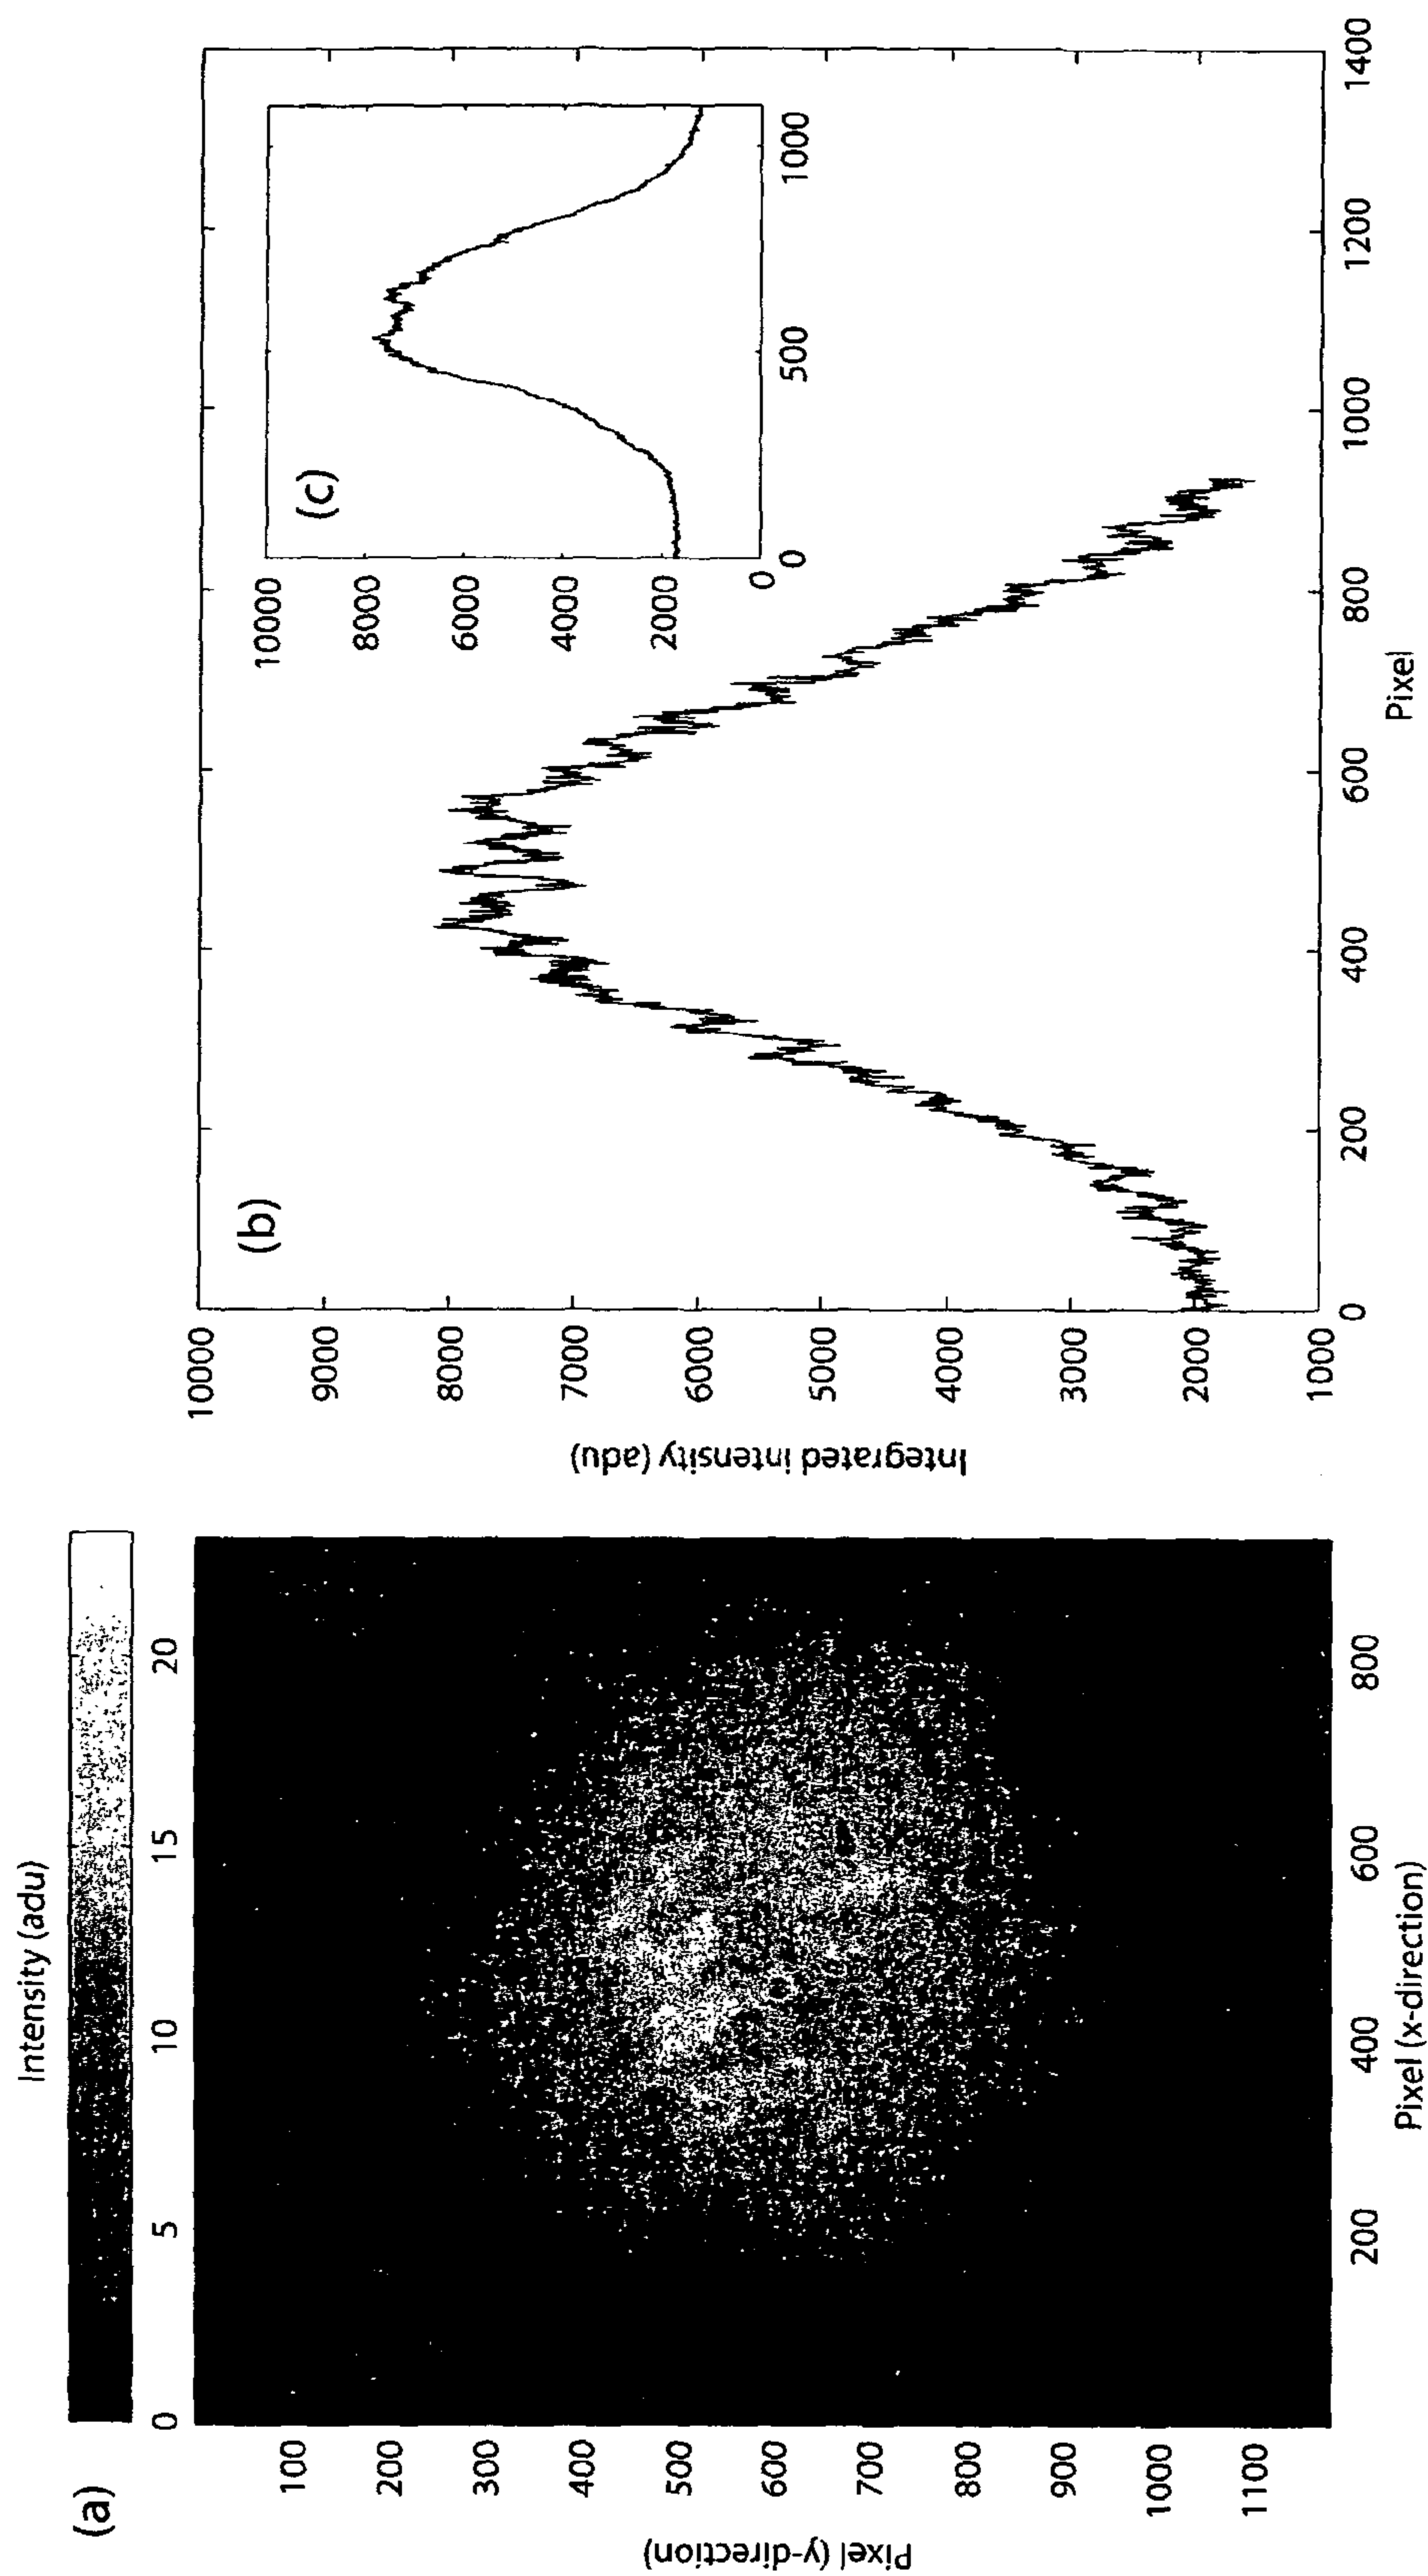 (a)
Intensity (adu)
0 5 10 15 20
Pixel (y-direction)
100
200
300
400
500
600
700
800
900
1000
1100
200 400 600 800
Pixel (x-direction)
(b)
Integrated intensity (adu)
10000
9000
8000
7000
6000
5000
4000
3000
2000
1000
0 200 400 600 800 1000 1200 1400
Pixel
(c)
10000
8000
6000
4000
2000
0
0 500 1000